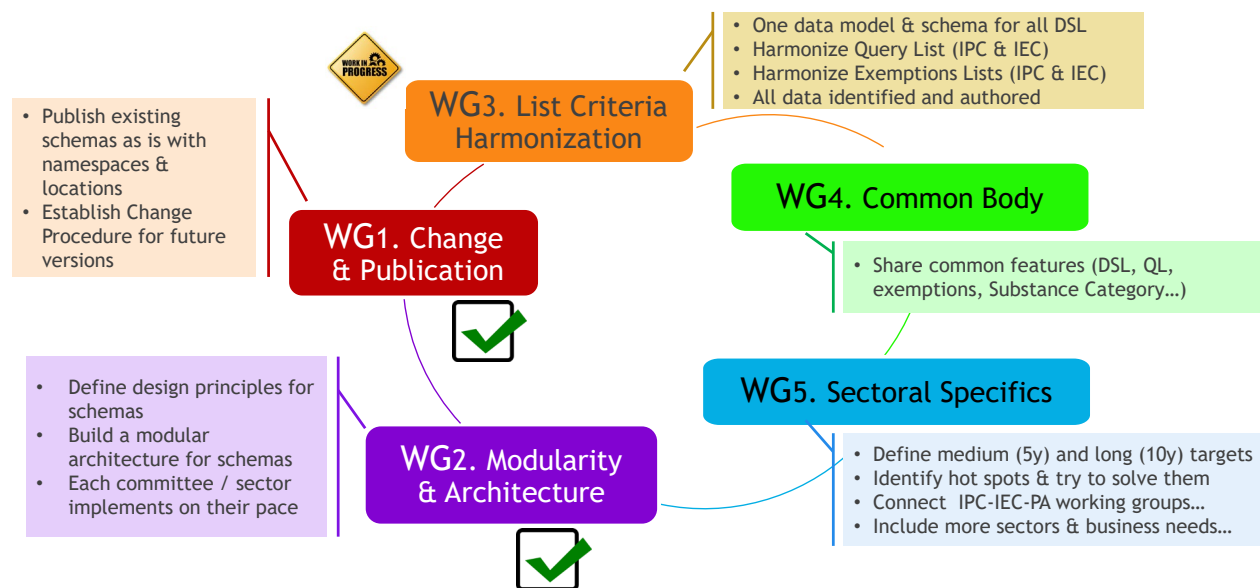 • One data model & schema for all DSL
• Harmonize Query List (IPC & IEC)
• Harmonize Exemptions Lists (IPC & IEC)
• All data identified and authored
WORK IN
PROGRESS
WG3. List Criteria
Harmonization
• Publish existing
schemas as is with
namespaces &
locations
• Establish Change
Procedure for future
versions
WG1. Change
& Publication
WG4. Common Body
• Share common features (DSL, QL,
exemptions, Substance Category…)
• Define design principles for
schemas
• Build a modular
architecture for schemas
• Each committee / sector
implements on their pace
WG2. Modularity
& Architecture
WG5. Sectoral Specifics
• Define medium (5y) and long (10y) targets
• Identify hot spots & try to solve them
• Connect IPC-IEC-PA working groups…
• Include more sectors & business needs…